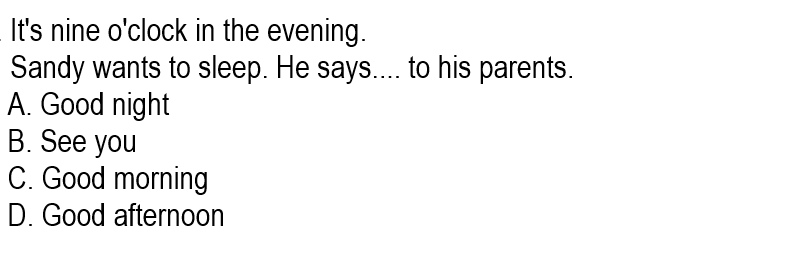 . It's nine o'clock in the evening.
Sandy wants to sleep. He says.... to his parents.
A. Good night
B. See you
C. Good morning
D. Good afternoon